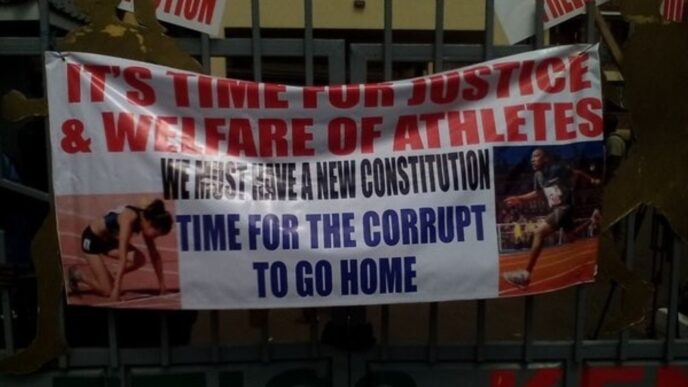 IT'S TIME FOR JUSTICE
& WELFARE OF ATHLETES
WE MUST HAVE A NEW CONSTITUTION
TIME FOR THE CORRUPT
TO GO HOME